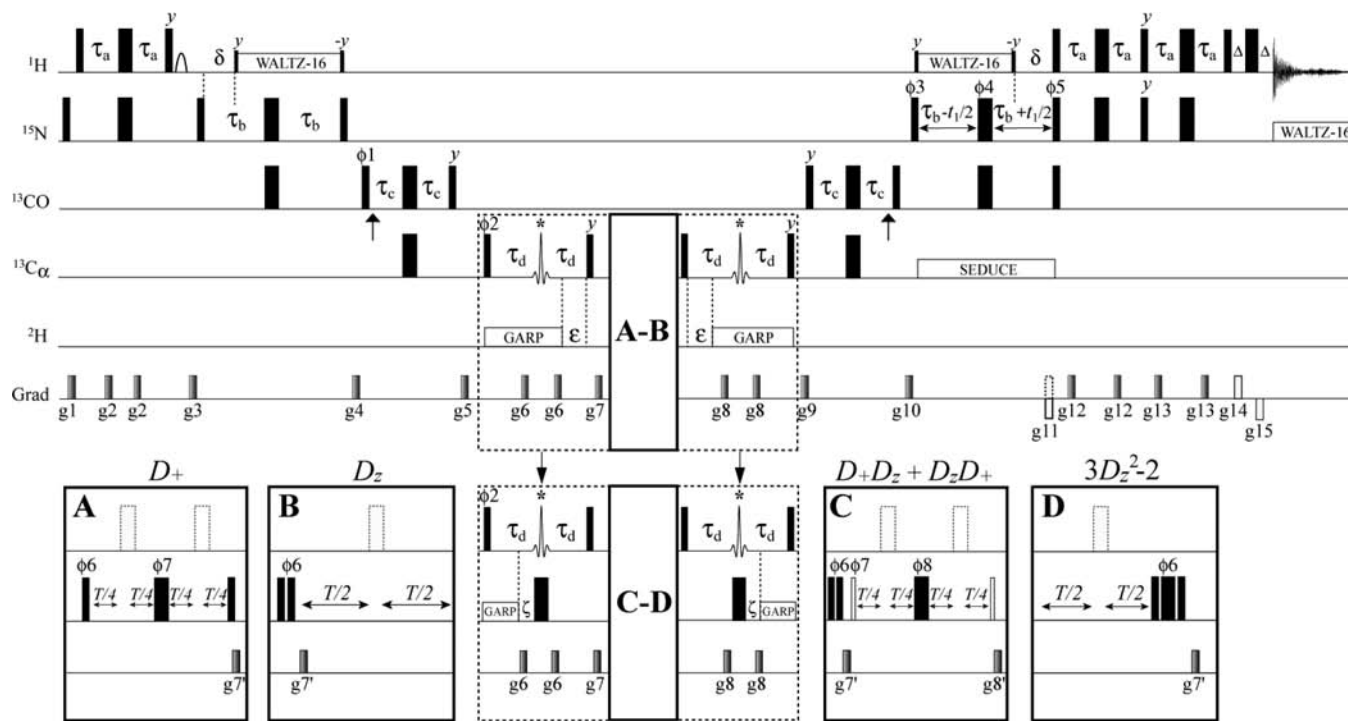 y y -y y -y y
¹H τa τa δ WALTZ-16 WALTZ-16 δ τa τa τa τa Δ Δ
ϕ3 ϕ4 ϕ5 y
¹⁵N τb τb τb-t1/2 τb+t1/2 WALTZ-16
ϕ1 y y
¹³CO τc τc τc τc
ϕ2 * y * y
¹³Cα τd τd τd τd SEDUCE
A-B
²H GARP ε ε GARP
Grad
g1 g2 g2 g3 g4 g5 g6 g6 g7 g8 g8 g9 g10 g11 g12 g12 g13 g13 g14 g15
D+ Dz D+Dz + DzD+ 3Dz²-2
A
ϕ6 ϕ7
T/4 T/4 T/4 T/4
g7'
B
ϕ6
T/2 T/2
g7'
ϕ2 * *
τd τd τd τd
C-D
GARP ζ ζ GARP
g6 g6 g7 g8 g8
C
ϕ6 ϕ7 ϕ8
T/4 T/4 T/4 T/4
g7' g8'
D
ϕ6
T/2 T/2
g7'